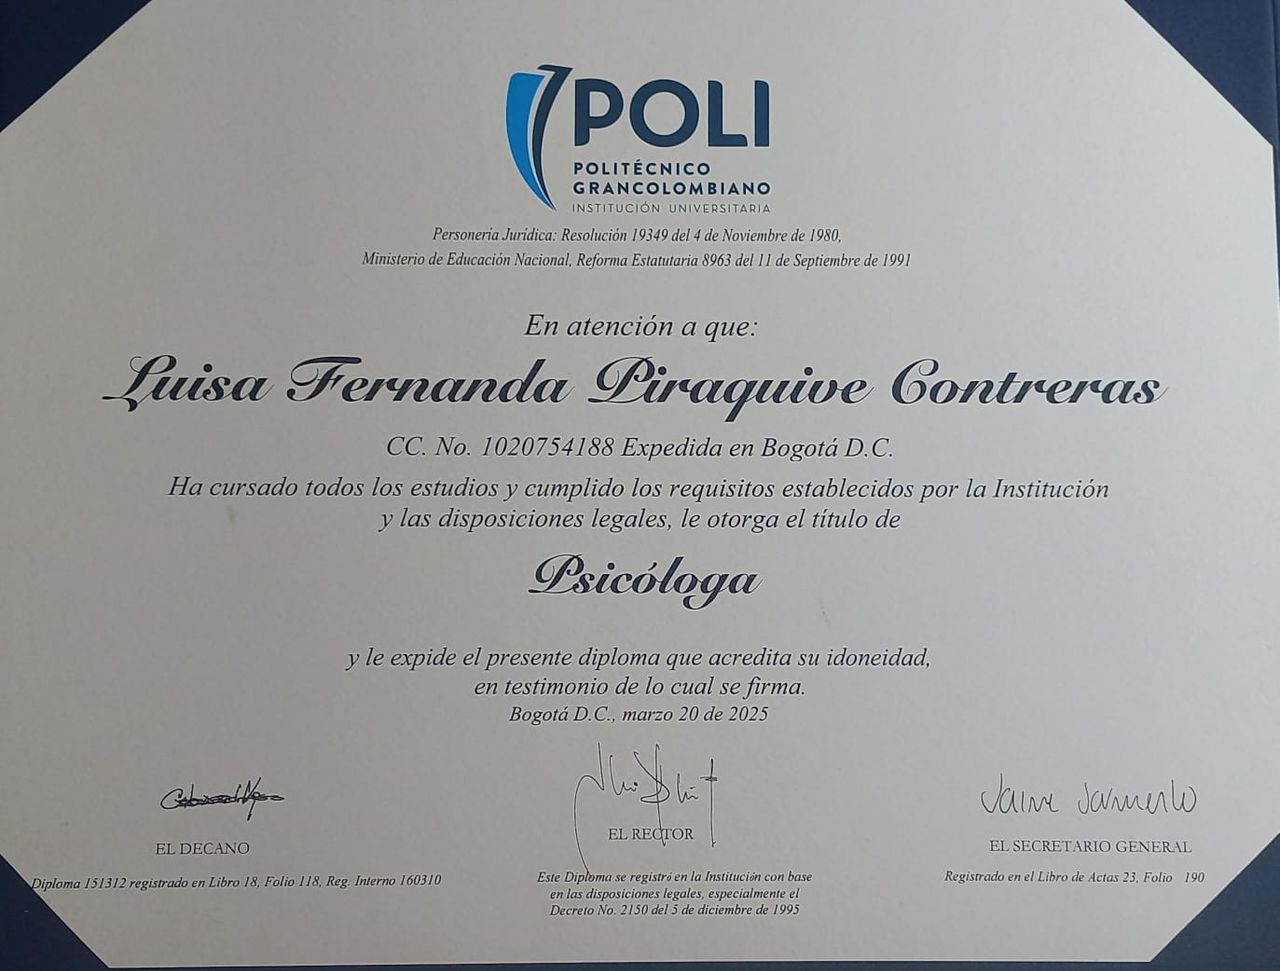 POLI
POLITÉCNICO
GRANCOLOMBIANO
INSTITUCIÓN UNIVERSITARIA
Personería Jurídica: Resolución 19349 del 4 de Noviembre de 1980,
Ministerio de Educación Nacional, Reforma Estatutaria 8963 del 11 de Septiembre de 1991
En atención a que:
Luisa Fernanda Piraquive Contreras
CC. No. 1020754188 Expedida en Bogotá D.C.
Ha cursado todos los estudios y cumplido los requisitos establecidos por la Institución
y las disposiciones legales, le otorga el título de
Psicóloga
y le expide el presente diploma que acredita su idoneidad,
en testimonio de lo cual se firma.
Bogotá D.C., marzo 20 de 2025
Jaime Sarmiento
EL DECANO
EL RECTOR
EL SECRETARIO GENERAL
Diploma 151312 registrado en Libro 18, Folio 118, Reg. Interno 160310
Este Diploma se registró en la Institución con base
en las disposiciones legales, especialmente el
Decreto No. 2150 del 5 de diciembre de 1995
Registrado en el Libro de Actas 23, Folio 190